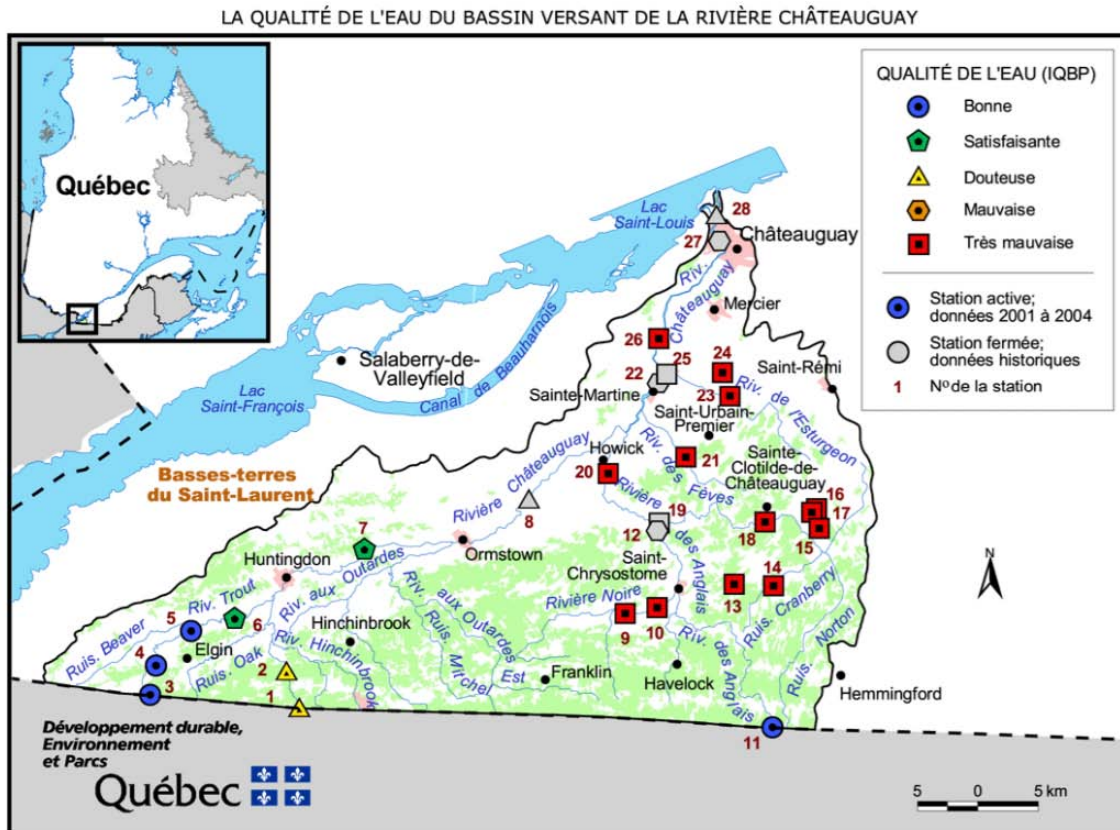 LA QUALITÉ DE L'EAU DU BASSIN VERSANT DE LA RIVIÈRE CHÂTEAUGUAY
Québec
QUALITÉ DE L'EAU (IQBP)
Bonne
Satisfaisante
Douteuse
Mauvaise
Très mauvaise
Station active;
données 2001 à 2004
Station fermée;
données historiques
1
Nº de la station
Lac
Saint-Louis
28
27
Châteauguay
Riv.
Châteauguay
Mercier
26
25
24
22
23
Saint-Rémi
Salaberry-de-
Valleyfield
Canal de Beauharnois
Lac
Saint-François
Sainte-Martine
Saint-Urbain-
Premier
Riv. de l'Esturgeon
Basses-terres
du Saint-Laurent
Rivière Châteauguay
Howick
20
21
Riv. des Fèves
Sainte-
Clotilde-de-
Châteauguay
16
17
18
15
19
12
Rivière des Anglais
8
7
Ormstown
Huntingdon
Riv. aux Outardes
Riv. Trout
Ruis. Beaver
5
6
4
3
Elgin
Ruis. Oak
Riv. Hinchinbrook
Hinchinbrook
2
1
Riv. aux Outardes
Est
Ruis. Mitchel
Franklin
Saint-
Chrysostome
Rivière Noire
9
10
13
14
Ruis. Cranberry
Ruis. Norton
Riv. des Anglais
Havelock
Hemmingford
11
N
Développement durable,
Environnement
et Parcs
Québec
5 0 5 km